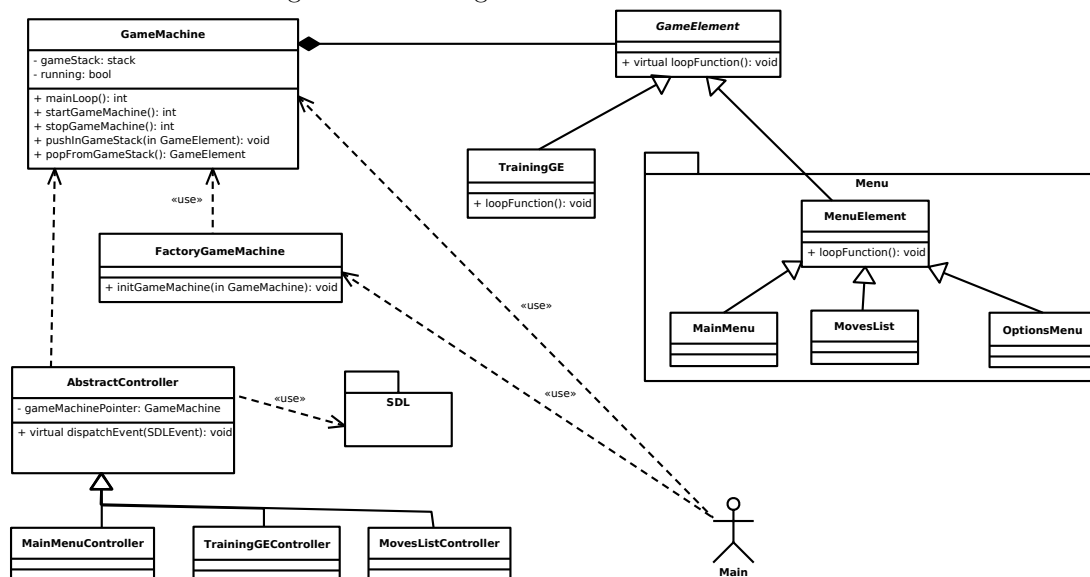 GameMachine
- gameStack: stack
- running: bool
+ mainLoop(): int
+ startGameMachine(): int
+ stopGameMachine(): int
+ pushInGameStack(in GameElement): void
+ popFromGameStack(): GameElement
GameElement
+ virtual loopFunction(): void
TrainingGE
+ loopFunction(): void
Menu
MenuElement
+ loopFunction(): void
MainMenu
MovesList
OptionsMenu
«use»
FactoryGameMachine
+ initGameMachine(in GameMachine): void
«use»
«use»
AbstractController
- gameMachinePointer: GameMachine
+ virtual dispatchEvent(SDLEvent): void
«use»
SDL
MainMenuController
TrainingGEController
MovesListController
Main